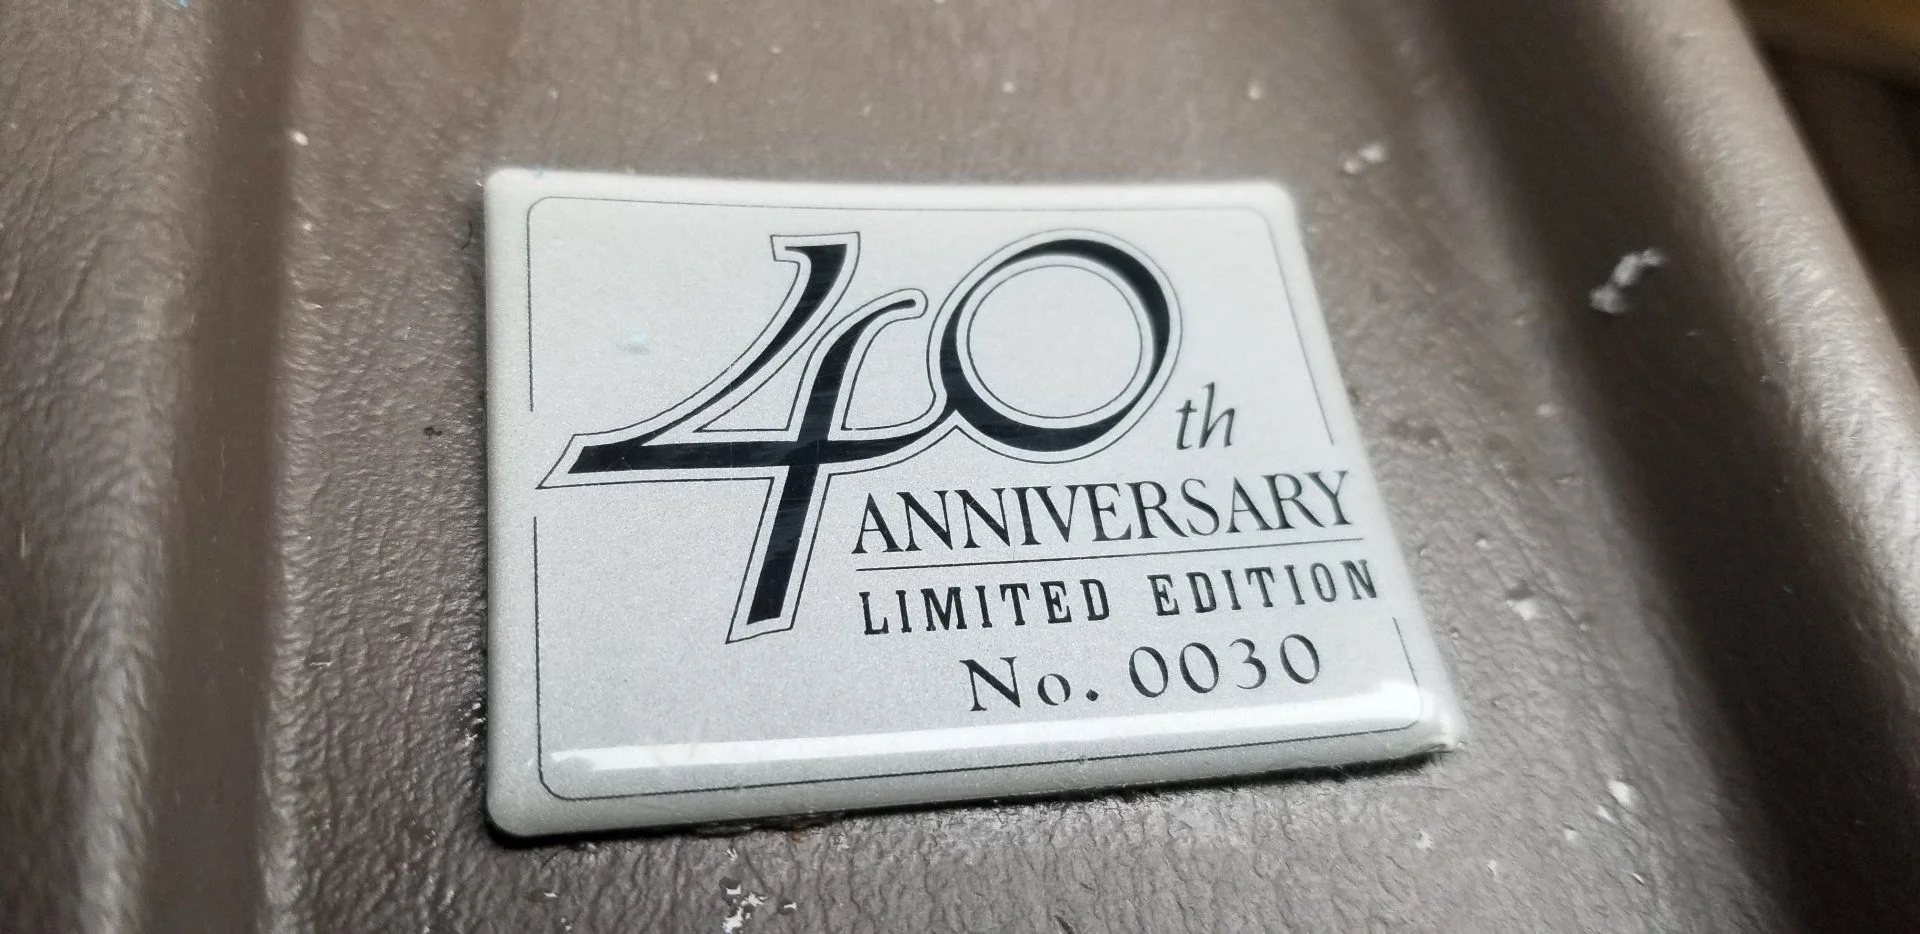 40th
ANNIVERSARY
LIMITED EDITION
No. 0030